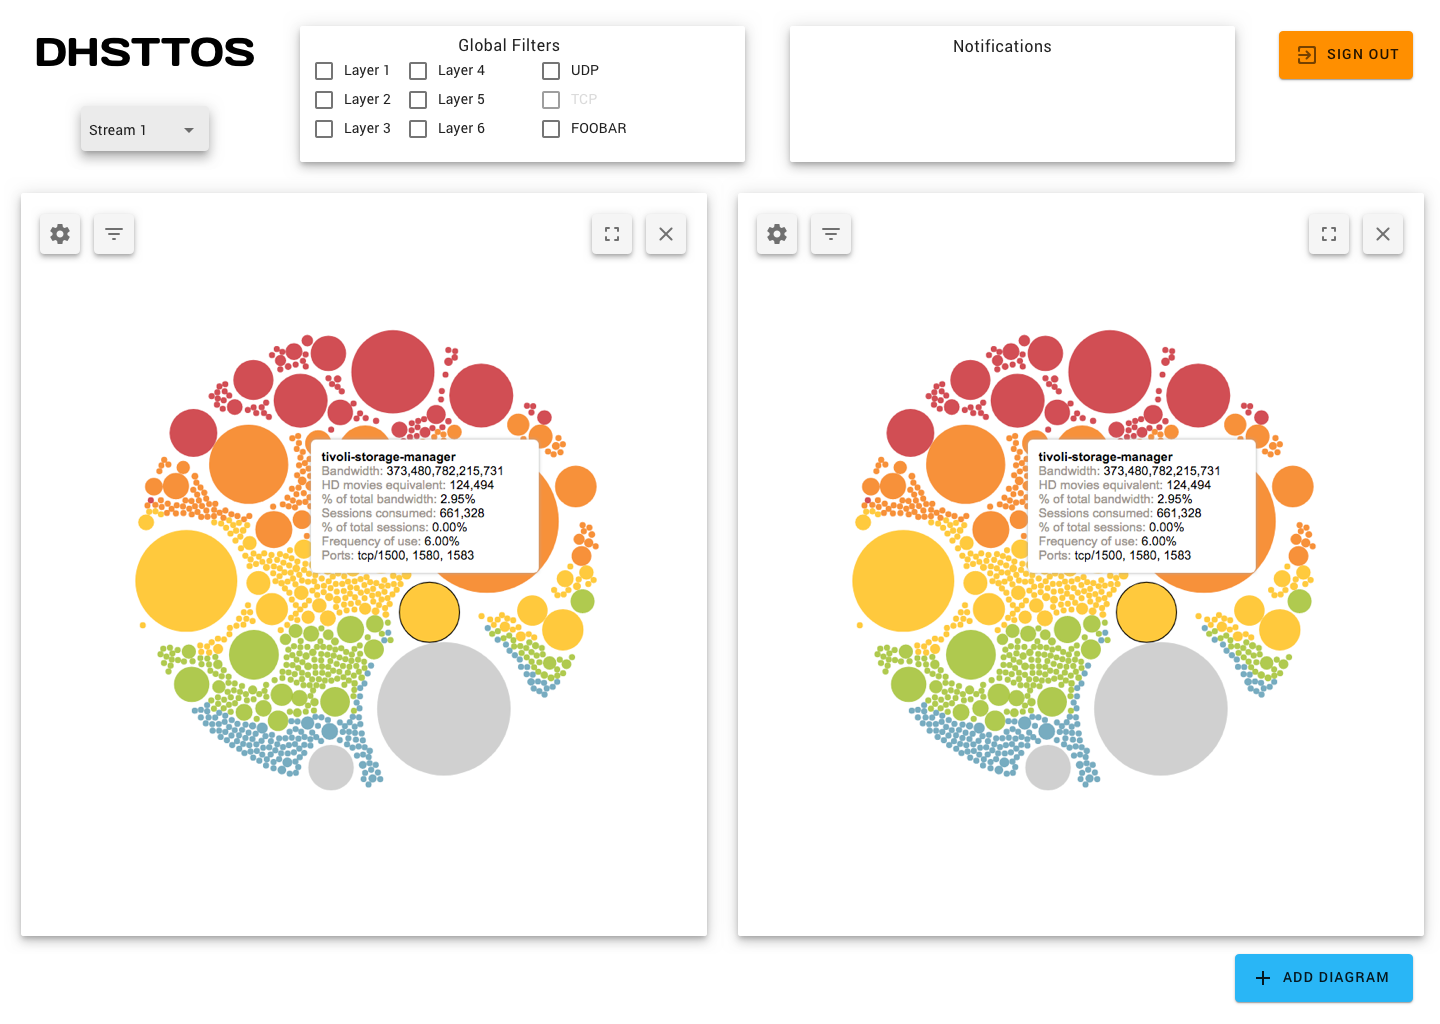 DHSTTOS
Stream 1
Global Filters
Layer 1
Layer 4
UDP
Layer 2
Layer 5
TCP
Layer 3
Layer 6
FOOBAR
Notifications
SIGN OUT
tivoli-storage-manager
Bandwidth: 373,480,782,215,731
HD movies equivalent: 124,494
% of total bandwidth: 2.95%
Sessions consumed: 661,328
% of total sessions: 0.00%
Frequency of use: 6.00%
Ports: tcp/1500, 1580, 1583
tivoli-storage-manager
Bandwidth: 373,480,782,215,731
HD movies equivalent: 124,494
% of total bandwidth: 2.95%
Sessions consumed: 661,328
% of total sessions: 0.00%
Frequency of use: 6.00%
Ports: tcp/1500, 1580, 1583
ADD DIAGRAM